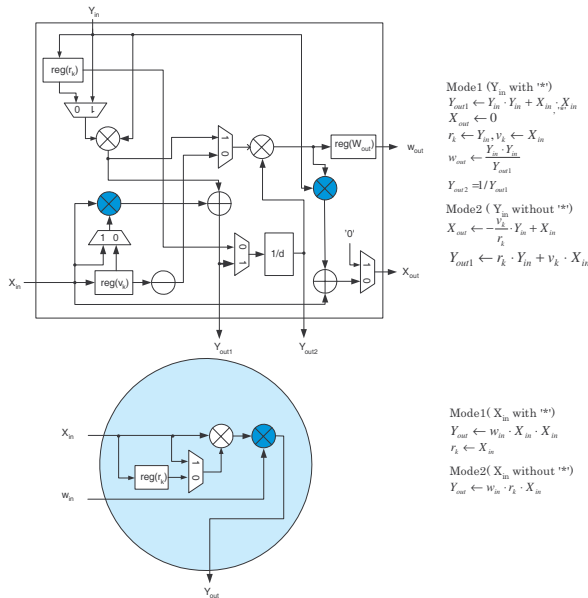 Y_in
reg(r_k)
0 1
1
0
reg(W_out)
w_out
1 0
'0'
0
1
1/d
1
0
X_out
X_in
reg(v_k)
Y_out1
Y_out2
Mode1 (Y_in with '*')
Y_out1 ← Y_in · Y_in + X_in · X_in
X_out ← 0 '*'
r_k ← Y_in, v_k ← X_in
w_out ← Y_in · Y_in / Y_out1
Y_out2 = 1/Y_out1
Mode2 ( Y_in without '*')
X_out ← − v_k / r_k · Y_in + X_in
Y_out1 ← r_k · Y_in + v_k · X_in
X_in
reg(r_k)
1
0
w_in
Y_out
Mode1( X_in with '*')
Y_out ← w_in · X_in · X_in
r_k ← X_in
Mode2( X_in without '*')
Y_out ← w_in · r_k · X_in